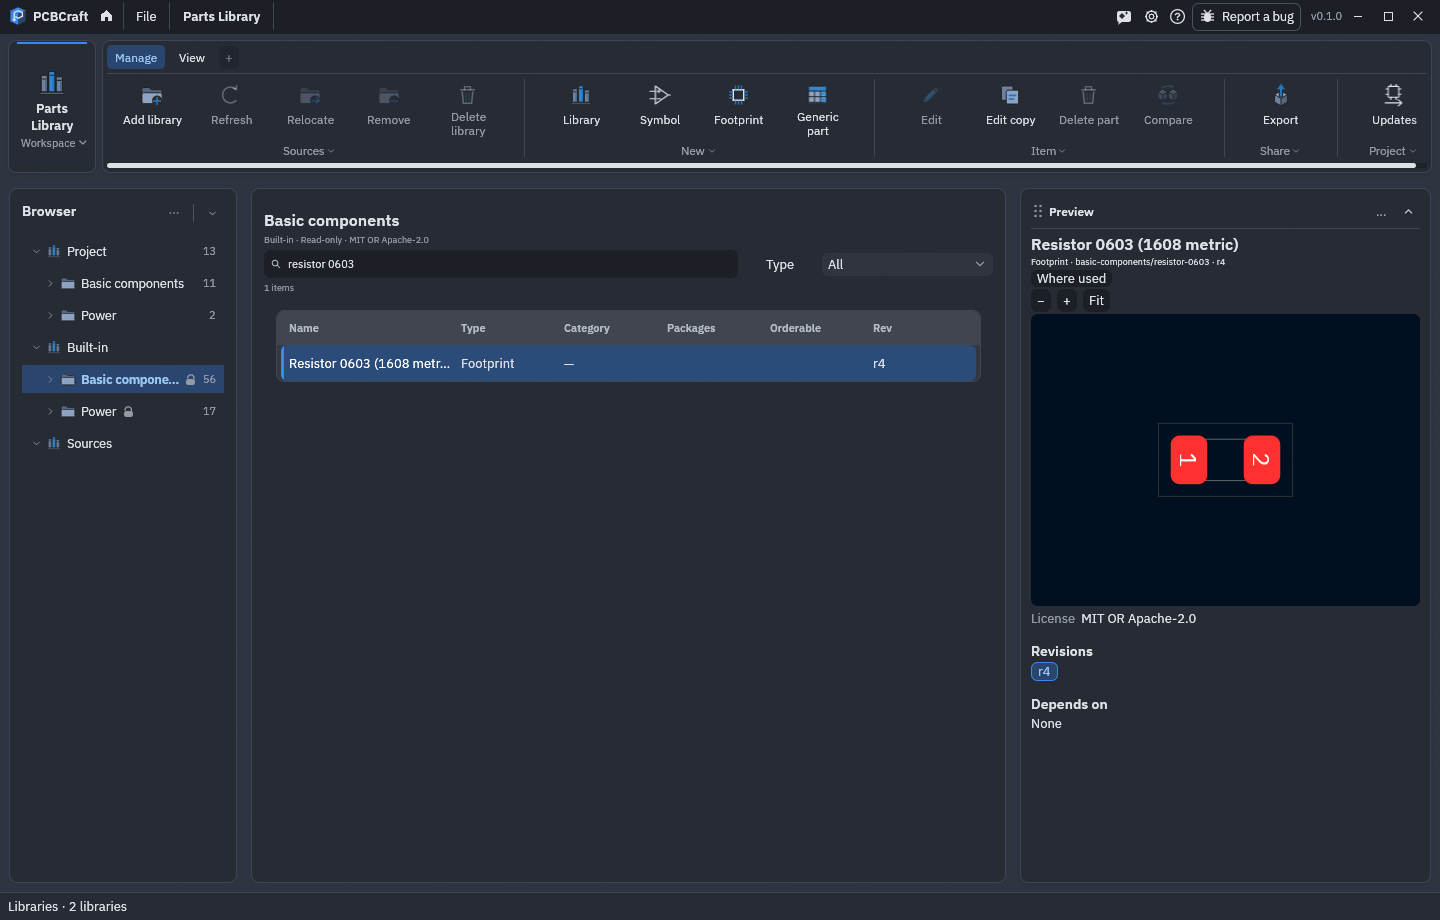 PCBCraft
File
Parts Library
Report a bug
v0.1.0
Parts
Library
Workspace
Manage
View
+
Add library
Refresh
Relocate
Remove
Delete
library
Sources
Library
Symbol
Footprint
Generic
part
New
Edit
Edit copy
Delete part
Compare
Item
Export
Share
Updates
Project
Browser
...
Project 13
Basic components 11
Power 2
Built-in
Basic compone... 56
Power 17
Sources
Basic components
Built-in · Read-only · MIT OR Apache-2.0
resistor 0603
Type
All
1 items
Name Type Category Packages Orderable Rev
Resistor 0603 (1608 metr... Footprint — r4
Preview
...
Resistor 0603 (1608 metric)
Footprint · basic-components/resistor-0603 · r4
Where used
− + Fit
1 2
License MIT OR Apache-2.0
Revisions
r4
Depends on
None
Libraries · 2 libraries